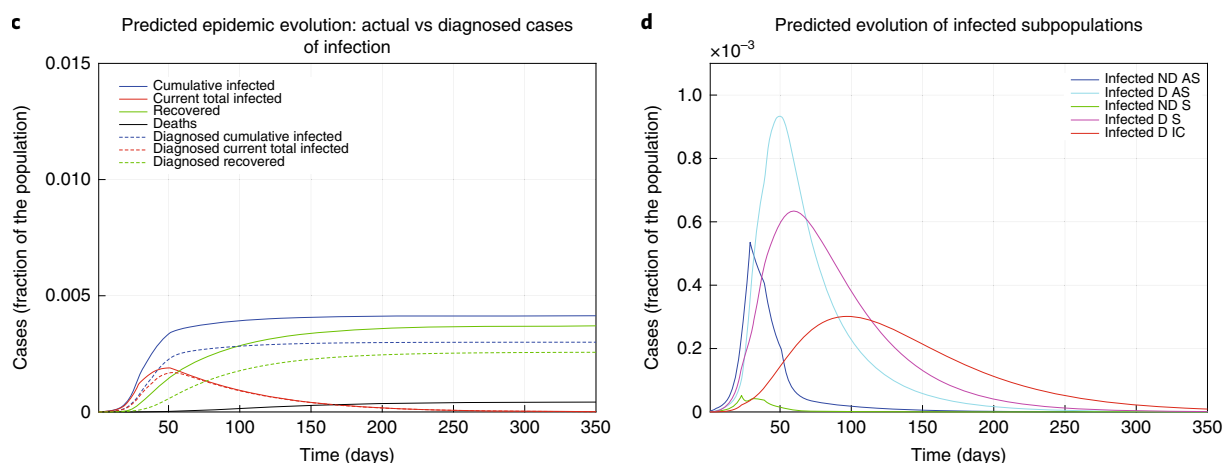 c
Predicted epidemic evolution: actual vs diagnosed cases
of infection
0.015
0.010
0.005
0
Cases (fraction of the population)
Cumulative infected
Current total infected
Recovered
Deaths
Diagnosed cumulative infected
Diagnosed current total infected
Diagnosed recovered
50 100 150 200 250 300 350
Time (days)
d
Predicted evolution of infected subpopulations
×10⁻³
1.0
0.8
0.6
0.4
0.2
0
Cases (fraction of the population)
Infected ND AS
Infected D AS
Infected ND S
Infected D S
Infected D IC
50 100 150 200 250 300 350
Time (days)